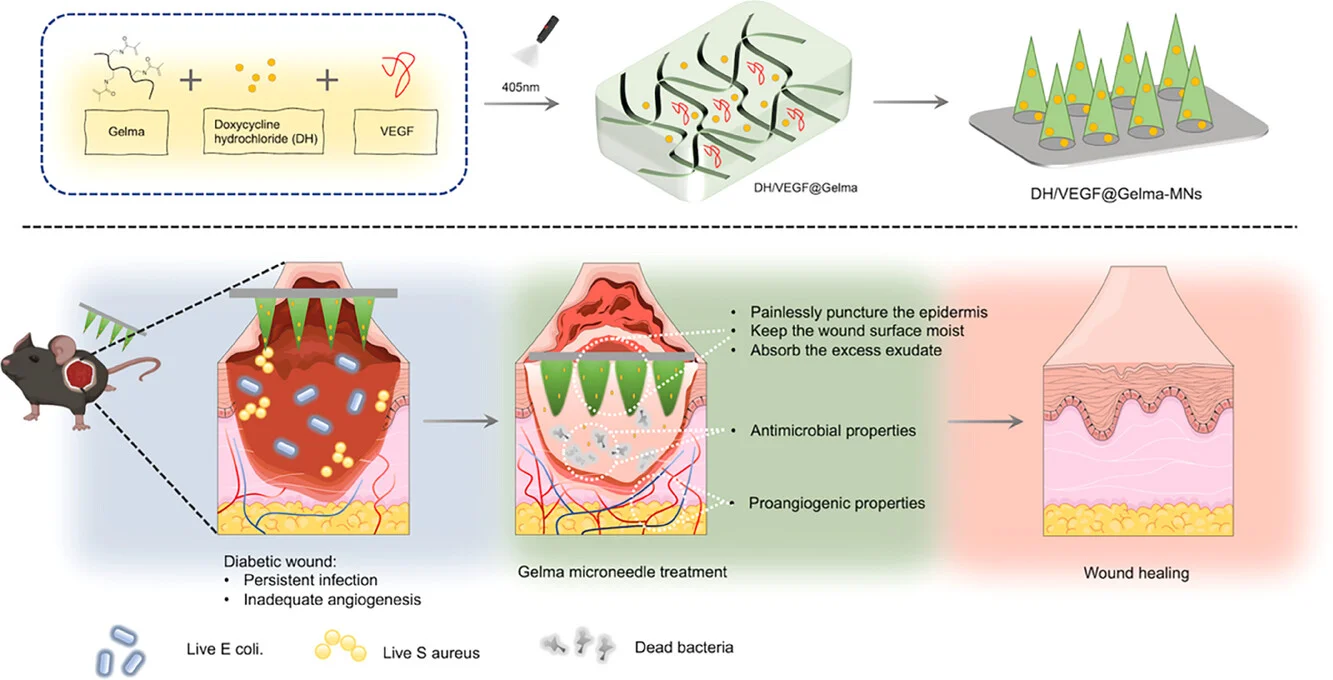 Gelma
Doxycycline
hydrochloride (DH)
VEGF
405nm
DH/VEGF@Gelma
DH/VEGF@Gelma-MNs
• Painlessly puncture the epidermis
• Keep the wound surface moist
• Absorb the excess exudate
• Antimicrobial properties
• Proangiogenic properties
Diabetic wound:
• Persistent infection
• Inadequate angiogenesis
Gelma microneedle treatment
Wound healing
Live E coli.
Live S aureus
Dead bacteria